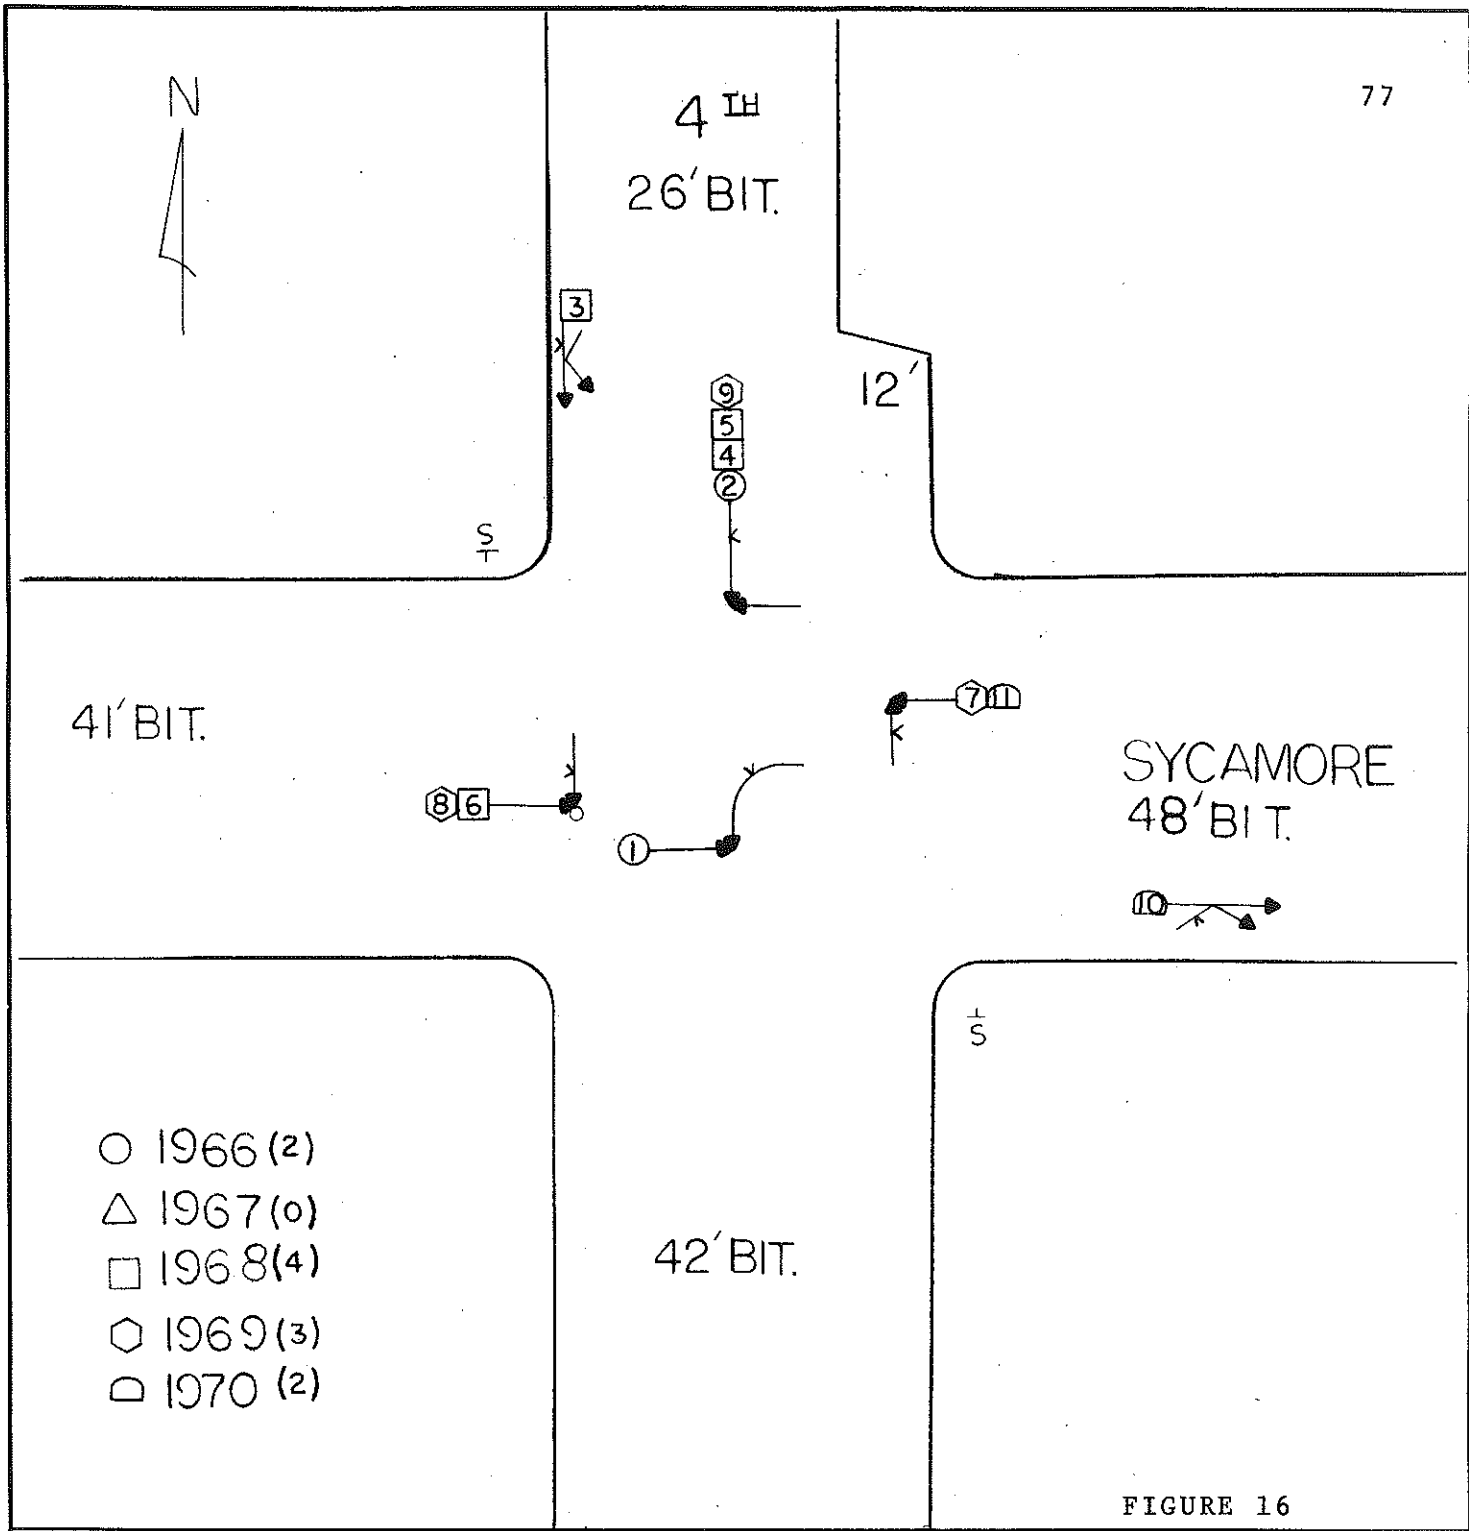 77
N
4TH
26' BIT.
3
12'
9
5
4
2
S
41' BIT.
7 11
SYCAMORE
48' BIT.
8 6
1
10
S
1966 (2)
1967 (0)
1968 (4)
1969 (3)
1970 (2)
42' BIT.
FIGURE 16